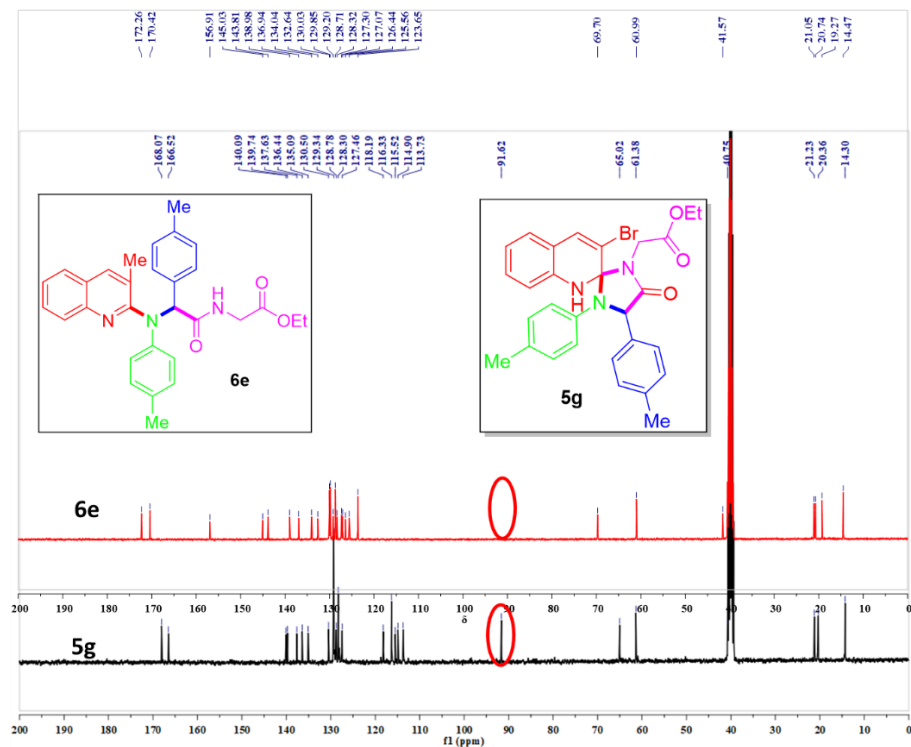 172.26
170.42
156.91
145.03
143.81
138.98
136.94
134.04
132.64
130.03
129.85
129.20
128.71
128.32
127.30
127.07
126.44
125.56
123.65
69.70
60.99
41.57
21.05
20.74
19.27
14.47
168.07
166.52
140.09
139.74
137.63
136.44
135.09
130.50
129.34
128.78
128.30
127.46
118.19
116.33
115.52
114.90
113.73
91.62
65.02
61.38
40.75
21.23
20.36
14.30
Me
Me
N
N
H
N
O
O
OEt
Me
6e
Br
OEt
O
N
N
H
N
O
Me
Me
5g
6e
200 190 180 170 160 150 140 130 120 110 100 90 80 70 60 50 40 30 20 10 0
δ
5g
200 190 180 170 160 150 140 130 120 110 100 90 80 70 60 50 40 30 20 10 0
f1 (ppm)